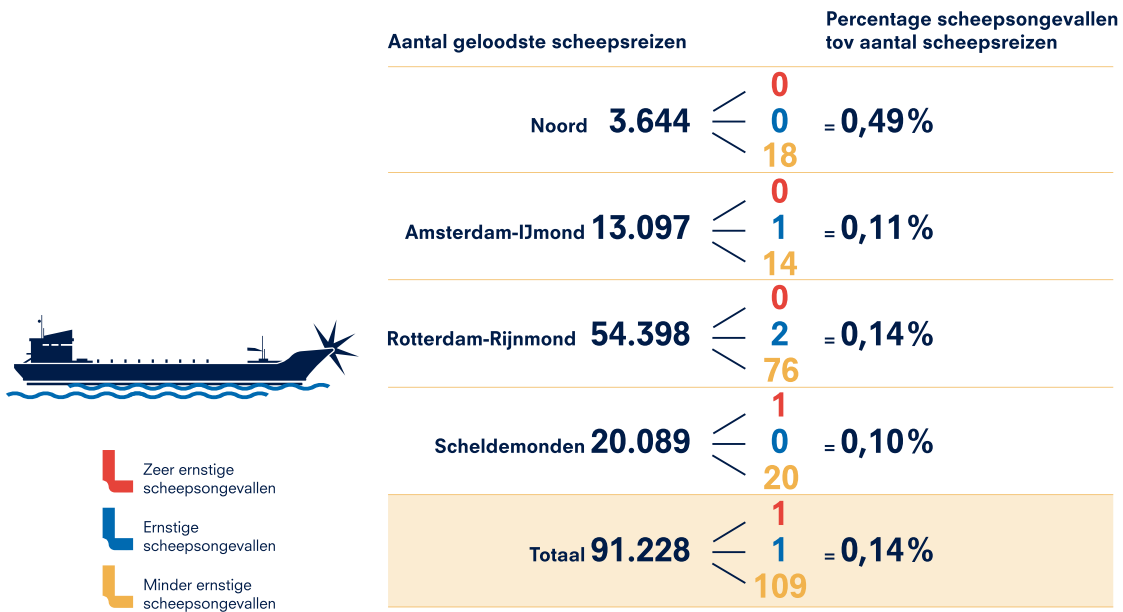 Aantal geloodste scheepsreizen
Percentage scheepsongevallen
tov aantal scheepsreizen
Noord 3.644
0
0
18
= 0,49%
Amsterdam-IJmond 13.097
0
1
14
= 0,11%
Rotterdam-Rijnmond 54.398
0
2
76
= 0,14%
Scheldemonden 20.089
1
0
20
= 0,10%
Totaal 91.228
1
1
109
= 0,14%
Zeer ernstige
scheepsongevallen
Ernstige
scheepsongevallen
Minder ernstige
scheepsongevallen